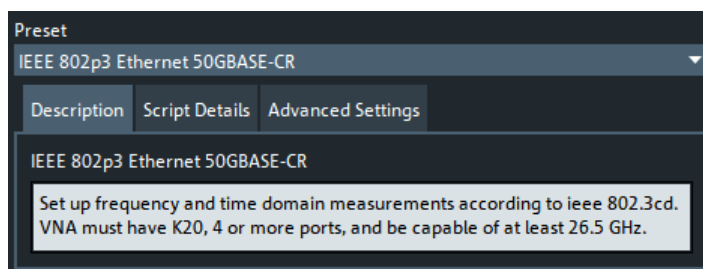 Preset
IEEE 802p3 Ethernet 50GBASE-CR
Description Script Details Advanced Settings
IEEE 802p3 Ethernet 50GBASE-CR
Set up frequency and time domain measurements according to ieee 802.3cd.
VNA must have K20, 4 or more ports, and be capable of at least 26.5 GHz.